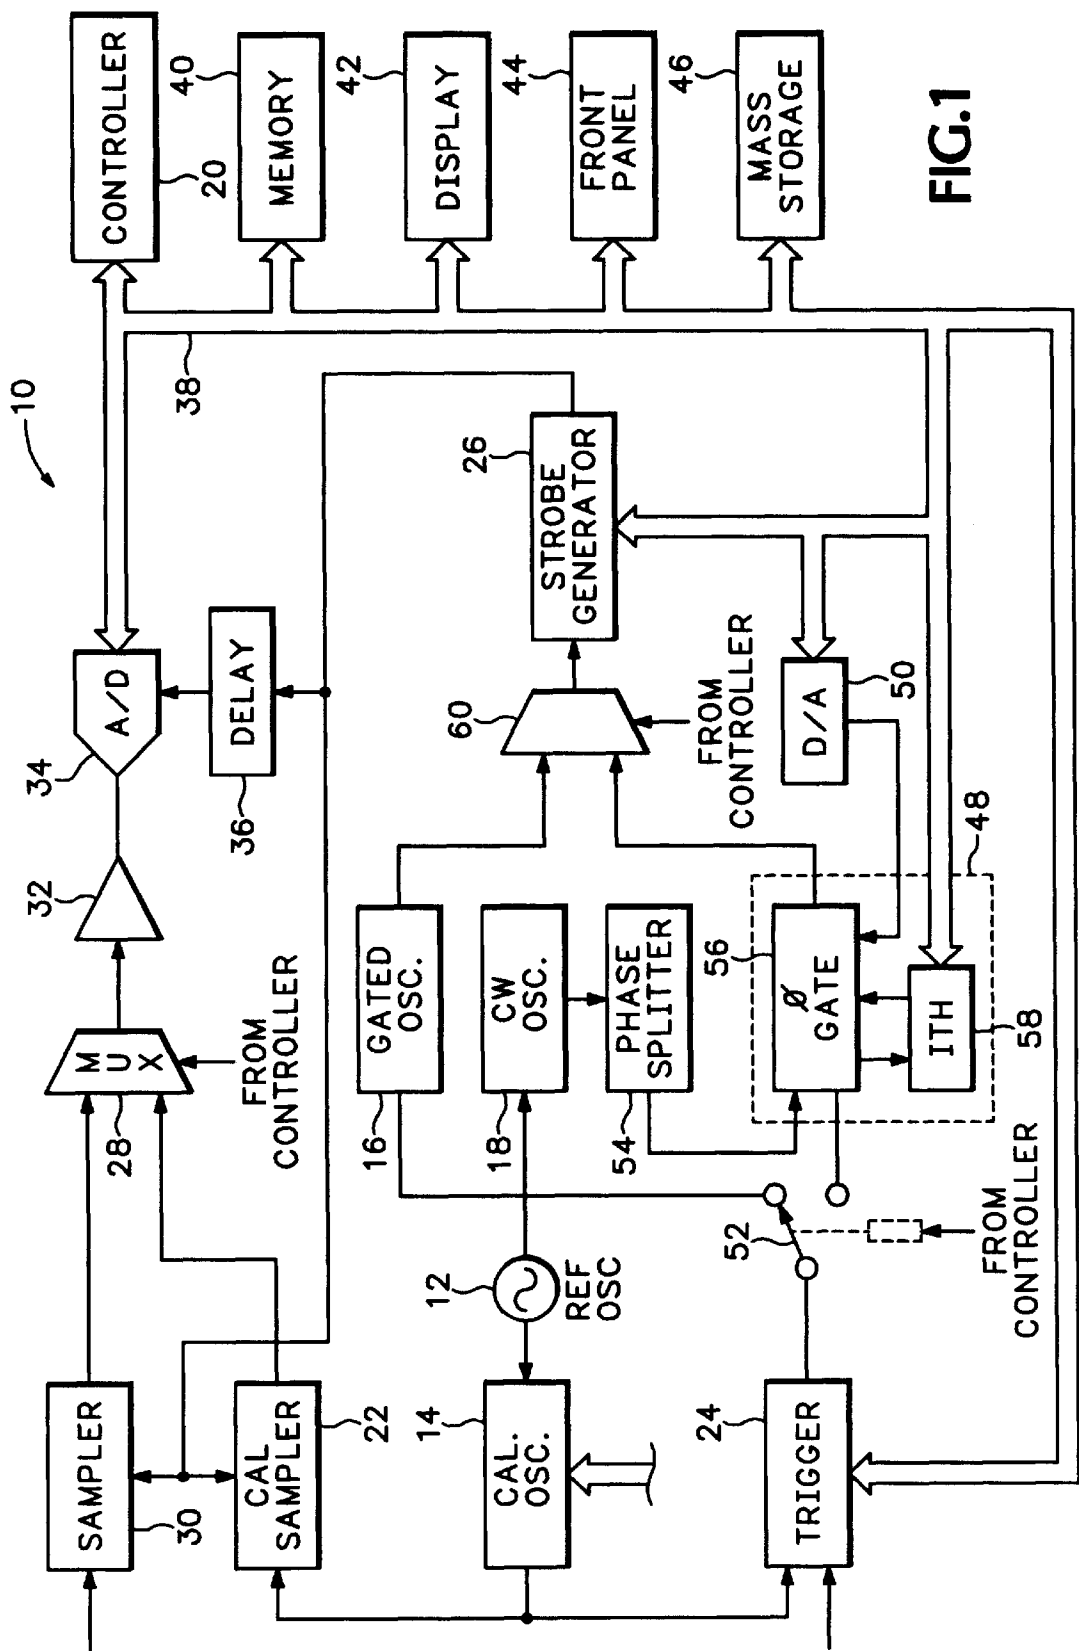 10
SAMPLER
30
CAL
SAMPLER
22
M
U
X
28
FROM
CONTROLLER
32
34
A/D
DELAY
36
38
CONTROLLER
20
MEMORY
40
DISPLAY
42
FRONT
PANEL
44
MASS
STORAGE
46
CAL.
OSC.
14
12
REF
OSC
GATED
OSC.
16
CW
OSC.
18
PHASE
SPLITTER
54
60
FROM
CONTROLLER
STROBE
GENERATOR
26
D/A
50
TRIGGER
24
52
FROM
CONTROLLER
Ø
GATE
56
ITH
58
48
FIG.1